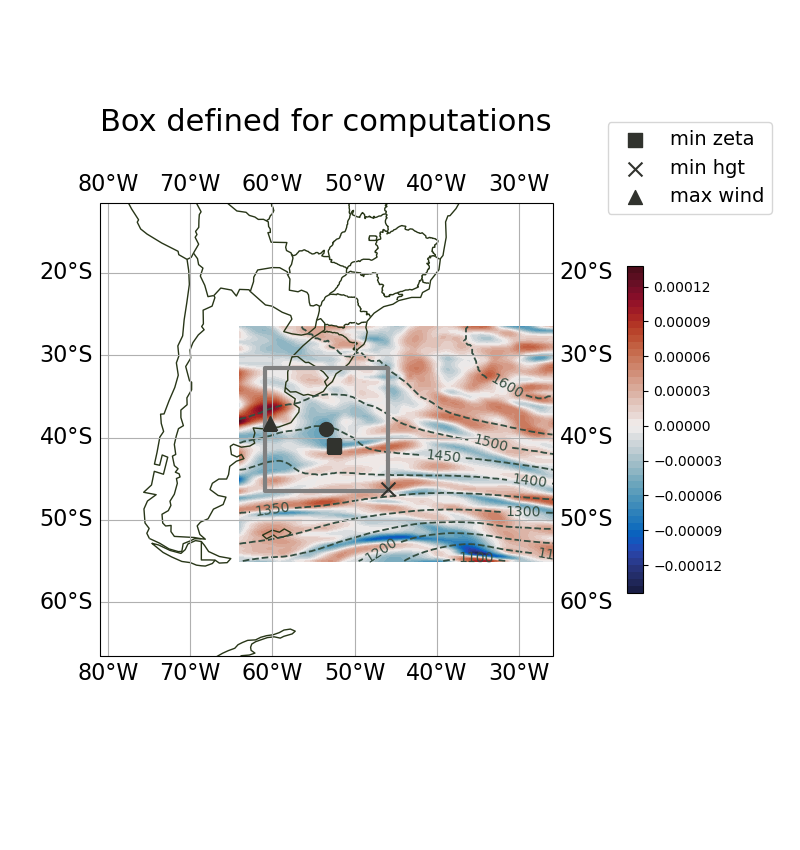 Box defined for computations
min zeta
min hgt
max wind
80°W 70°W 60°W 50°W 40°W 30°W
20°S 20°S
30°S 30°S
40°S 40°S
50°S 50°S
60°S 60°S
80°W 70°W 60°W 50°W 40°W 30°W
1600
1500
1450
1400
1350
1300
1200
1100
11
0.00012
0.00009
0.00006
0.00003
0.00000
−0.00003
−0.00006
−0.00009
−0.00012